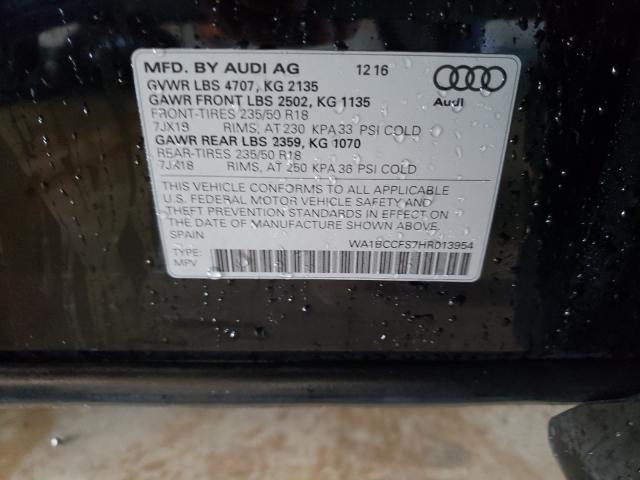 MFD. BY AUDI AG 12 16
GVWR LBS 4707, KG 2135
GAWR FRONT LBS 2502, KG 1135
Audi
FRONT-TIRES 235/50 R18
7JX18 RIMS, AT 230 KPA 33 PSI COLD
GAWR REAR LBS 2359, KG 1070
REAR-TIRES 235/50 R18
7JX18 RIMS, AT 250 KPA 36 PSI COLD
THIS VEHICLE CONFORMS TO ALL APPLICABLE
U.S. FEDERAL MOTOR VEHICLE SAFETY AND
THEFT PREVENTION STANDARDS IN EFFECT ON
THE DATE OF MANUFACTURE SHOWN ABOVE.
SPAIN
WA1BCCFS7HR013954
TYPE:
MPV